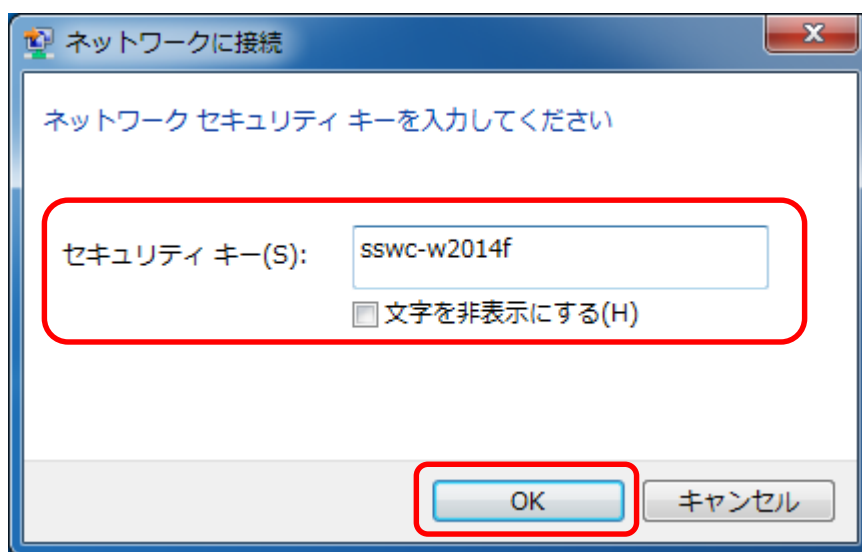 ネットワークに接続
ネットワーク セキュリティ キーを入力してください
セキュリティ キー(S):
sswc-w2014f
文字を非表示にする(H)
OK
キャンセル